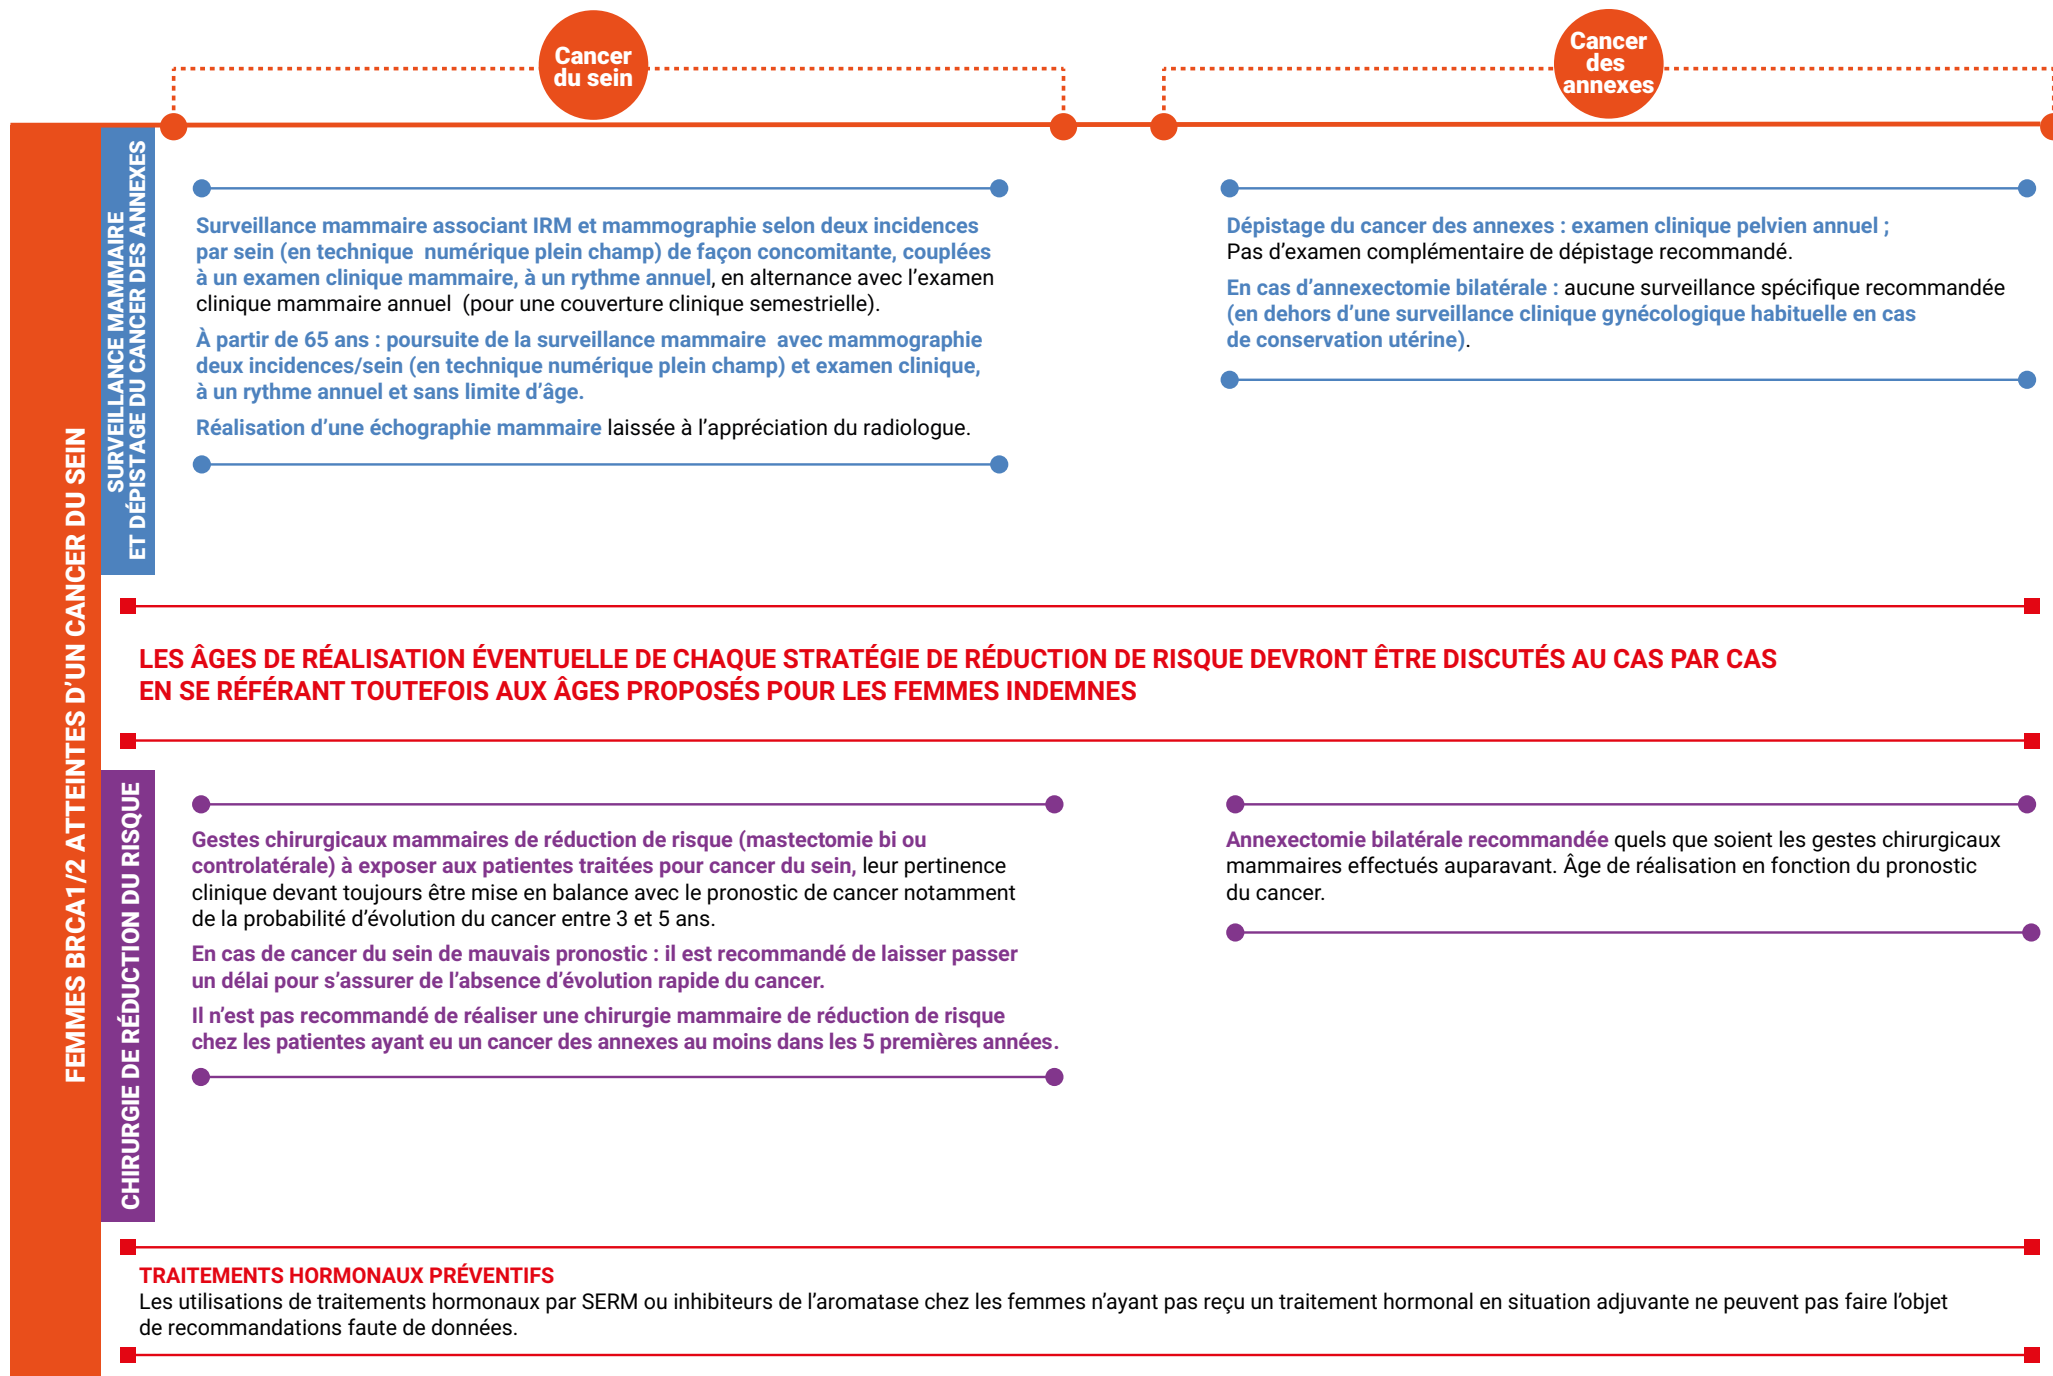 Cancer
du sein
Cancer
des
annexes
FEMMES BRCA1/2 ATTEINTES D’UN CANCER DU SEIN
SURVEILLANCE MAMMAIRE
ET DÉPISTAGE DU CANCER DES ANNEXES
Surveillance mammaire associant IRM et mammographie selon deux incidences
par sein (en technique numérique plein champ) de façon concomitante, couplées
à un examen clinique mammaire, à un rythme annuel, en alternance avec l’examen
clinique mammaire annuel (pour une couverture clinique semestrielle).
À partir de 65 ans : poursuite de la surveillance mammaire avec mammographie
deux incidences/sein (en technique numérique plein champ) et examen clinique,
à un rythme annuel et sans limite d’âge.
Réalisation d’une échographie mammaire laissée à l’appréciation du radiologue.
Dépistage du cancer des annexes : examen clinique pelvien annuel ;
Pas d’examen complémentaire de dépistage recommandé.
En cas d’annexectomie bilatérale : aucune surveillance spécifique recommandée
(en dehors d’une surveillance clinique gynécologique habituelle en cas
de conservation utérine).
LES ÂGES DE RÉALISATION ÉVENTUELLE DE CHAQUE STRATÉGIE DE RÉDUCTION DE RISQUE DEVRONT ÊTRE DISCUTÉS AU CAS PAR CAS
EN SE RÉFÉRANT TOUTEFOIS AUX ÂGES PROPOSÉS POUR LES FEMMES INDEMNES
CHIRURGIE DE RÉDUCTION DU RISQUE
Gestes chirurgicaux mammaires de réduction de risque (mastectomie bi ou
controlatérale) à exposer aux patientes traitées pour cancer du sein, leur pertinence
clinique devant toujours être mise en balance avec le pronostic de cancer notamment
de la probabilité d’évolution du cancer entre 3 et 5 ans.
En cas de cancer du sein de mauvais pronostic : il est recommandé de laisser passer
un délai pour s’assurer de l’absence d’évolution rapide du cancer.
Il n’est pas recommandé de réaliser une chirurgie mammaire de réduction de risque
chez les patientes ayant eu un cancer des annexes au moins dans les 5 premières années.
Annexectomie bilatérale recommandée quels que soient les gestes chirurgicaux
mammaires effectués auparavant. Âge de réalisation en fonction du pronostic
du cancer.
TRAITEMENTS HORMONAUX PRÉVENTIFS
Les utilisations de traitements hormonaux par SERM ou inhibiteurs de l’aromatase chez les femmes n’ayant pas reçu un traitement hormonal en situation adjuvante ne peuvent pas faire l’objet
de recommandations faute de données.